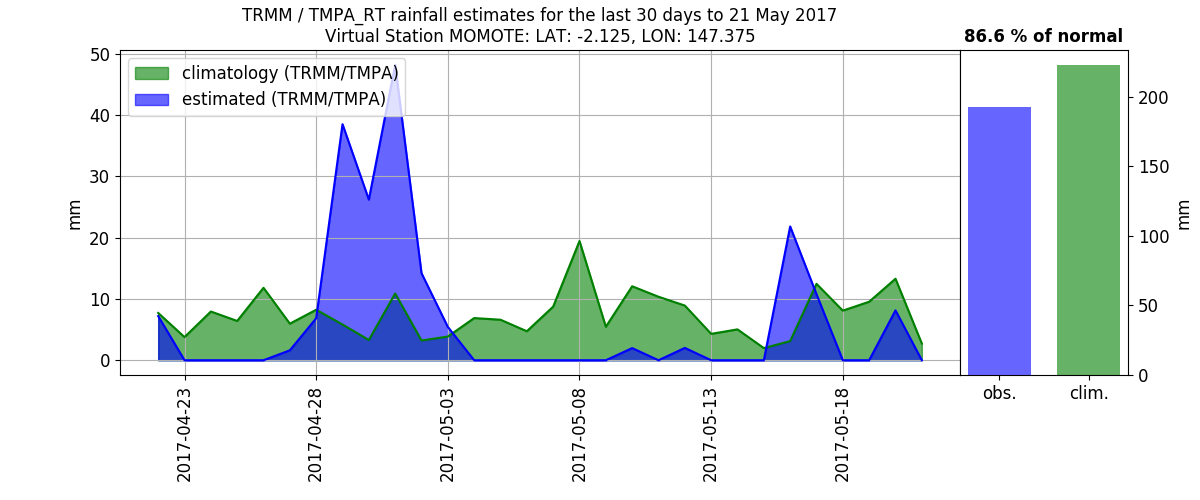 TRMM / TMPA_RT rainfall estimates for the last 30 days to 21 May 2017
Virtual Station MOMOTE: LAT: -2.125, LON: 147.375
86.6 % of normal
climatology (TRMM/TMPA)
estimated (TRMM/TMPA)
50
40
30
20
10
0
mm
2017-04-23
2017-04-28
2017-05-03
2017-05-08
2017-05-13
2017-05-18
200
150
100
50
0
mm
obs.
clim.